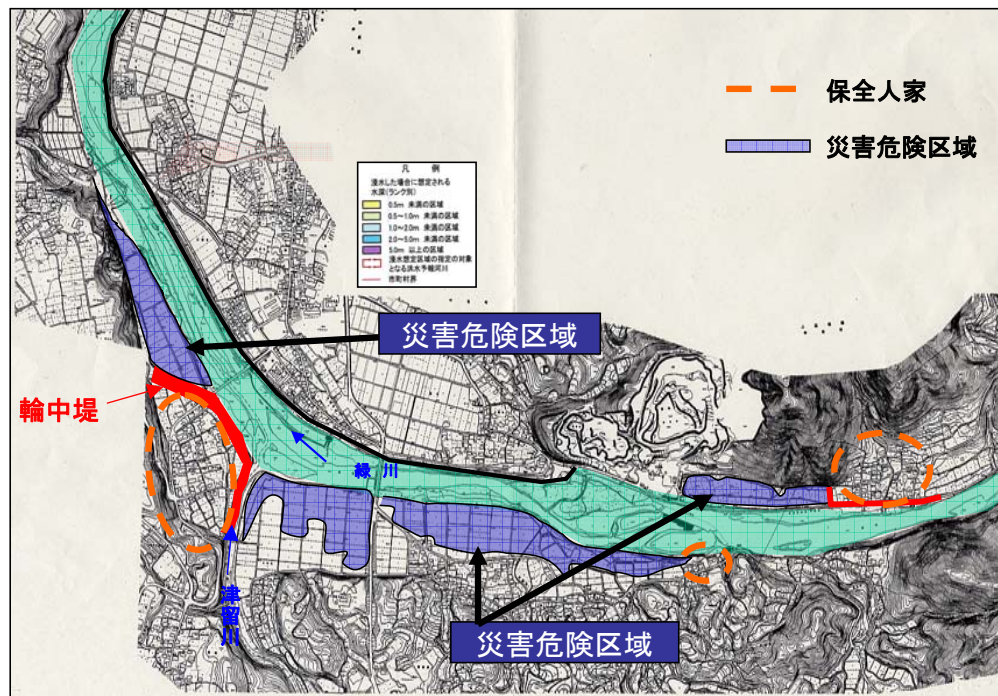 保全人家
災害危険区域
凡　例
浸水した場合に想定される
水深(ランク別)
0.5m 未満の区域
0.5～1.0m 未満の区域
1.0～2.0m 未満の区域
2.0～5.0m 未満の区域
5.0m 以上の区域
浸水想定区域の指定の対象
となる洪水予報河川
市町村界
災害危険区域
輪中堤
緑川
津留川
災害危険区域